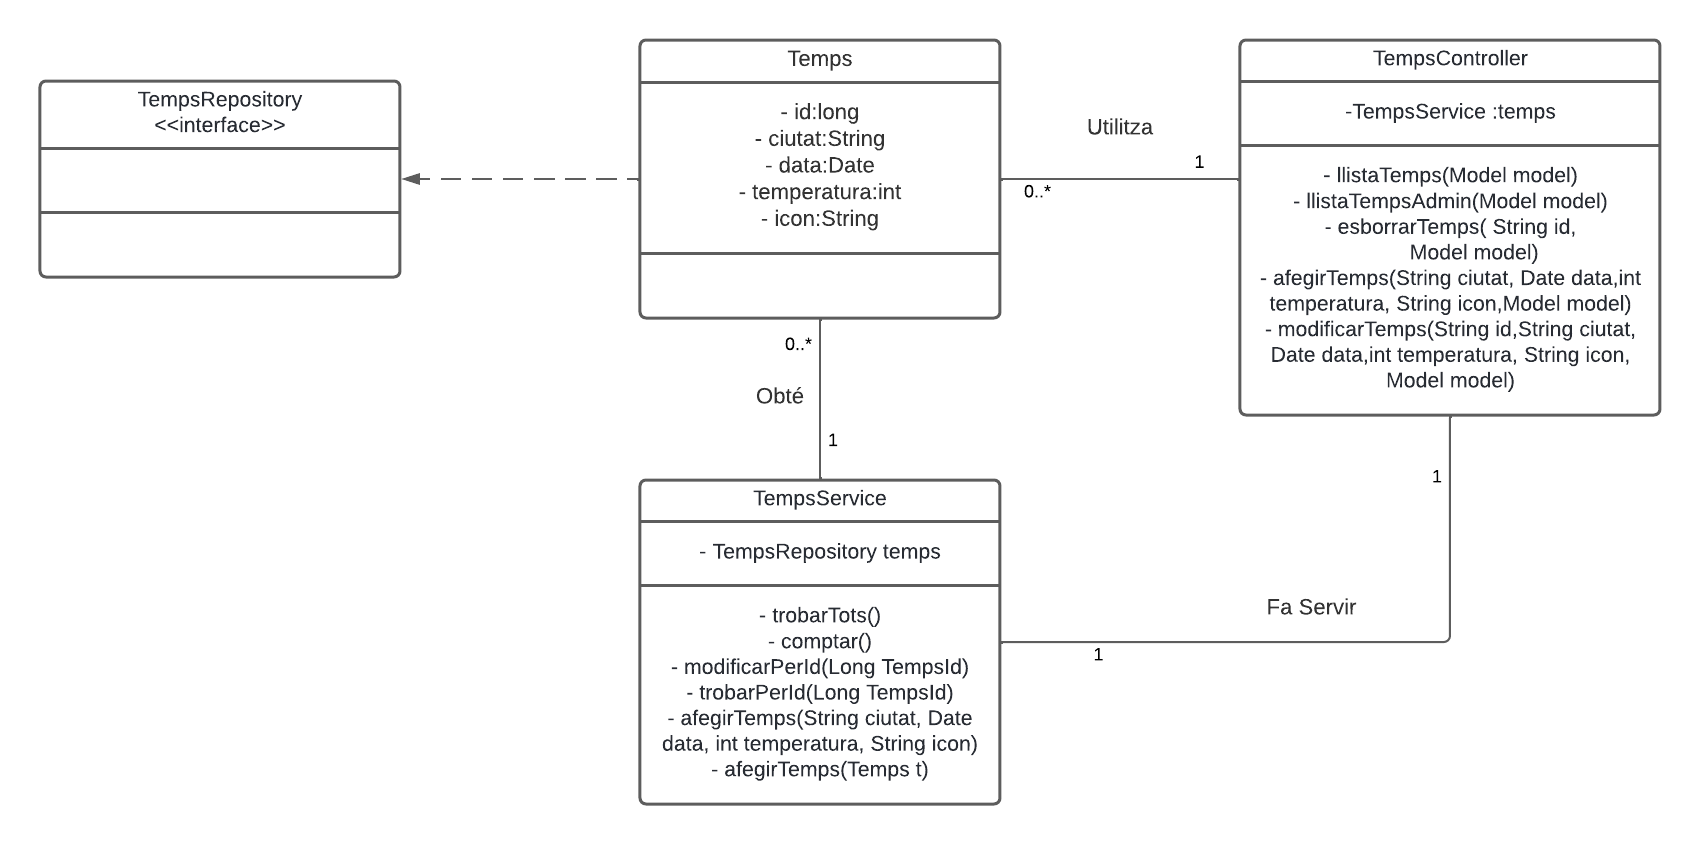 TempsRepository
<<interface>>
Temps
- id:long
- ciutat:String
- data:Date
- temperatura:int
- icon:String
Utilitza
1
0..*
TempsController
-TempsService :temps
- llistaTemps(Model model)
- llistaTempsAdmin(Model model)
- esborrarTemps( String id,
Model model)
- afegirTemps(String ciutat, Date data,int
temperatura, String icon,Model model)
- modificarTemps(String id,String ciutat,
Date data,int temperatura, String icon,
Model model)
0..*
Obté
1
TempsService
- TempsRepository temps
- trobarTots()
- comptar()
- modificarPerId(Long TempsId)
- trobarPerId(Long TempsId)
- afegirTemps(String ciutat, Date
data, int temperatura, String icon)
- afegirTemps(Temps t)
1
Fa Servir
1